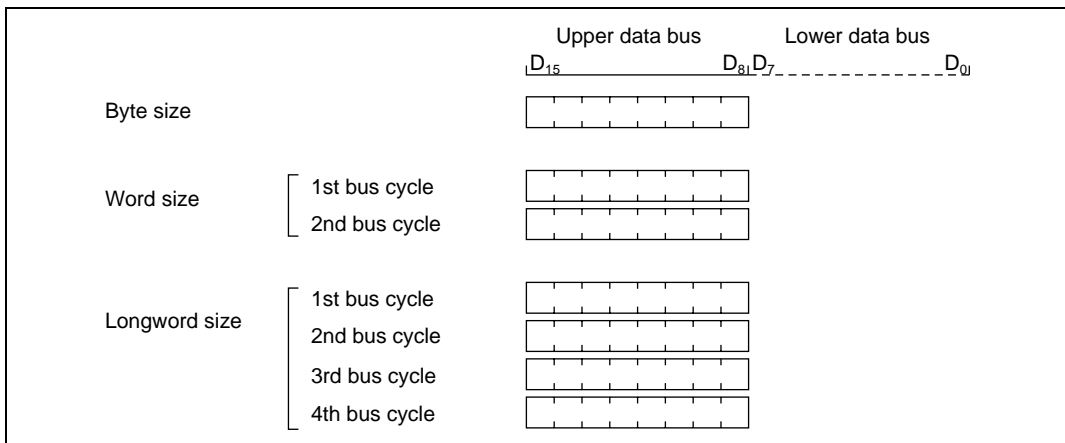 Upper data bus Lower data bus
D15 D8 D7 D0
Byte size
Word size
1st bus cycle
2nd bus cycle
Longword size
1st bus cycle
2nd bus cycle
3rd bus cycle
4th bus cycle